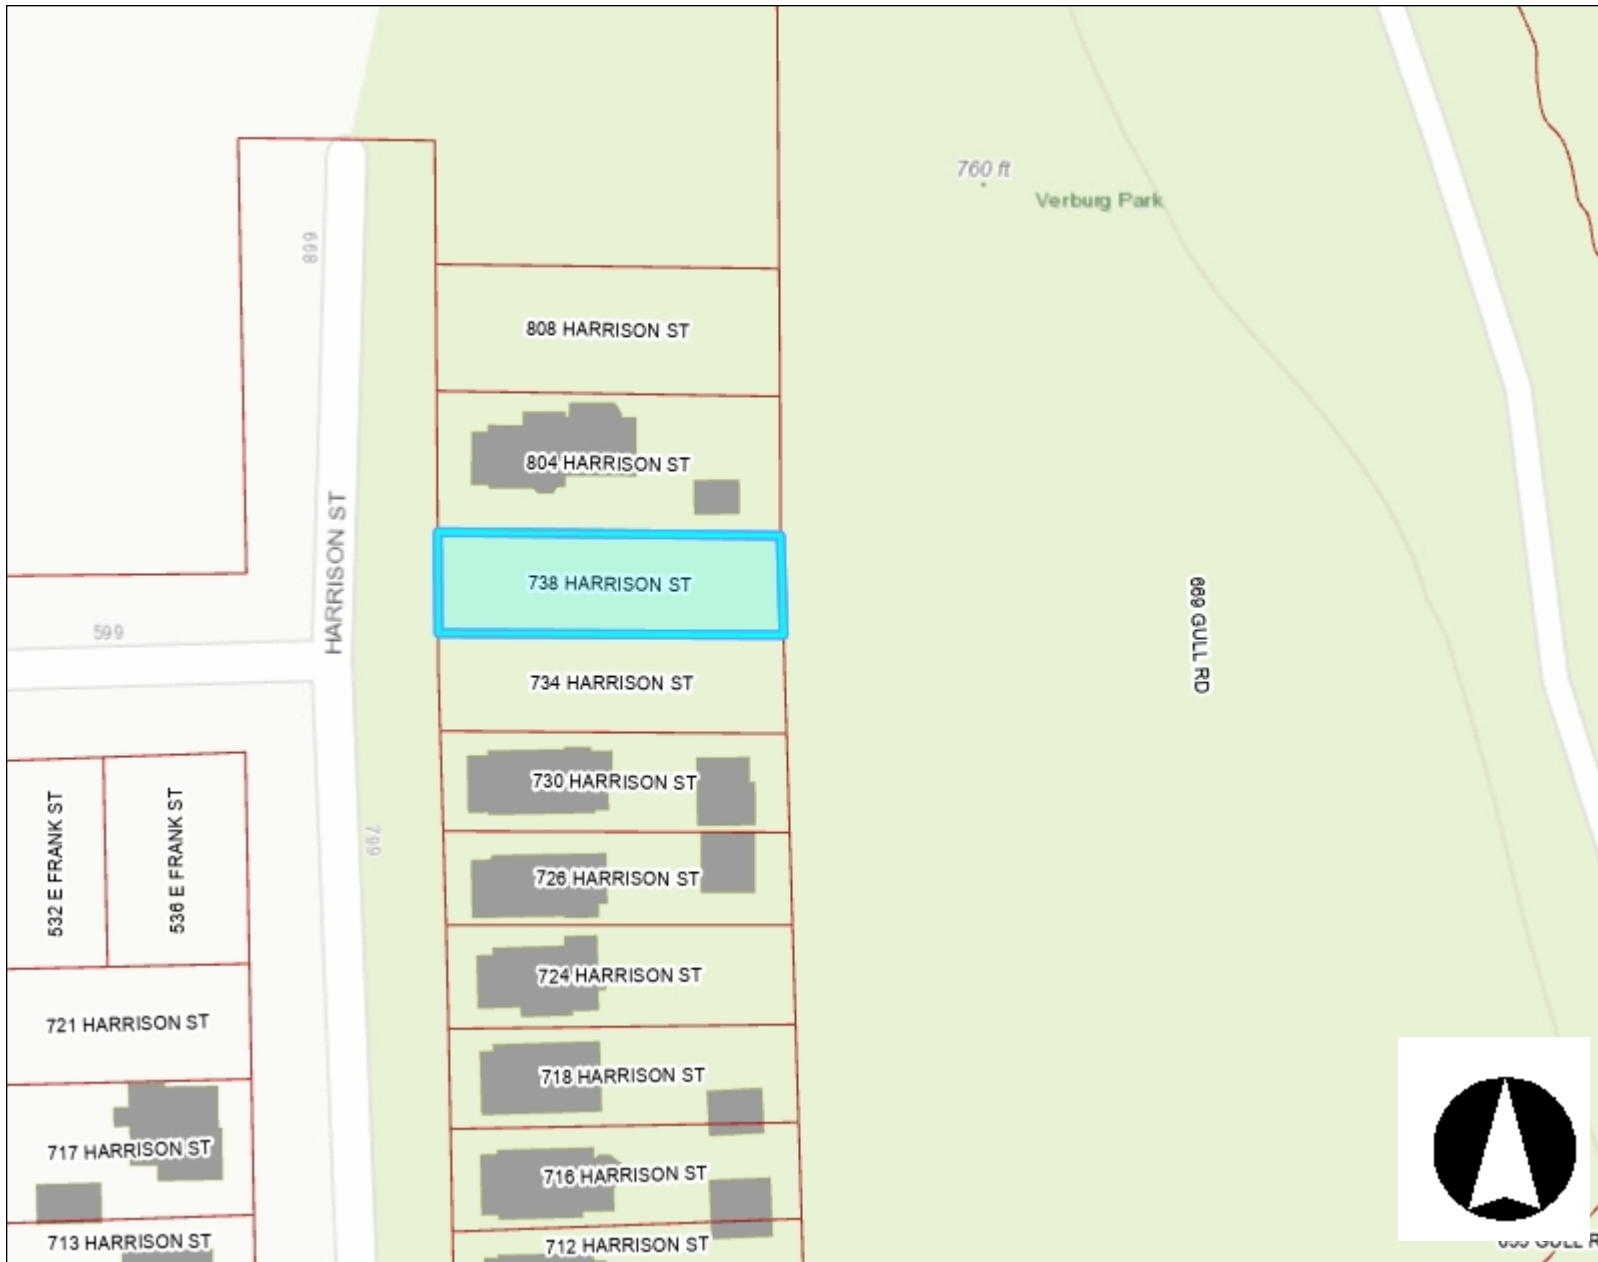 760 ft
Verburg Park
699
808 HARRISON ST
804 HARRISON ST
HARRISON ST
738 HARRISON ST
669 GULL RD
599
734 HARRISON ST
730 HARRISON ST
799
532 E FRANK ST
536 E FRANK ST
726 HARRISON ST
724 HARRISON ST
721 HARRISON ST
718 HARRISON ST
717 HARRISON ST
716 HARRISON ST
713 HARRISON ST
712 HARRISON ST
GULL